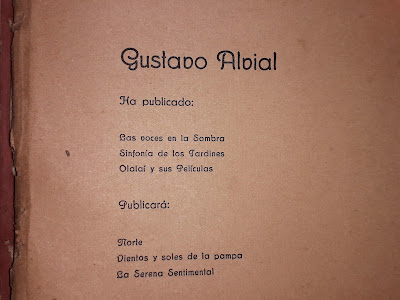 Gustavo Alvial
Ha publicado:
Las voces en la Sombra
Sinfonía de los Jardines
Olalaí y sus Películas
Publicará:
Norte
Vientos y soles de la pampa
La Serena Sentimental